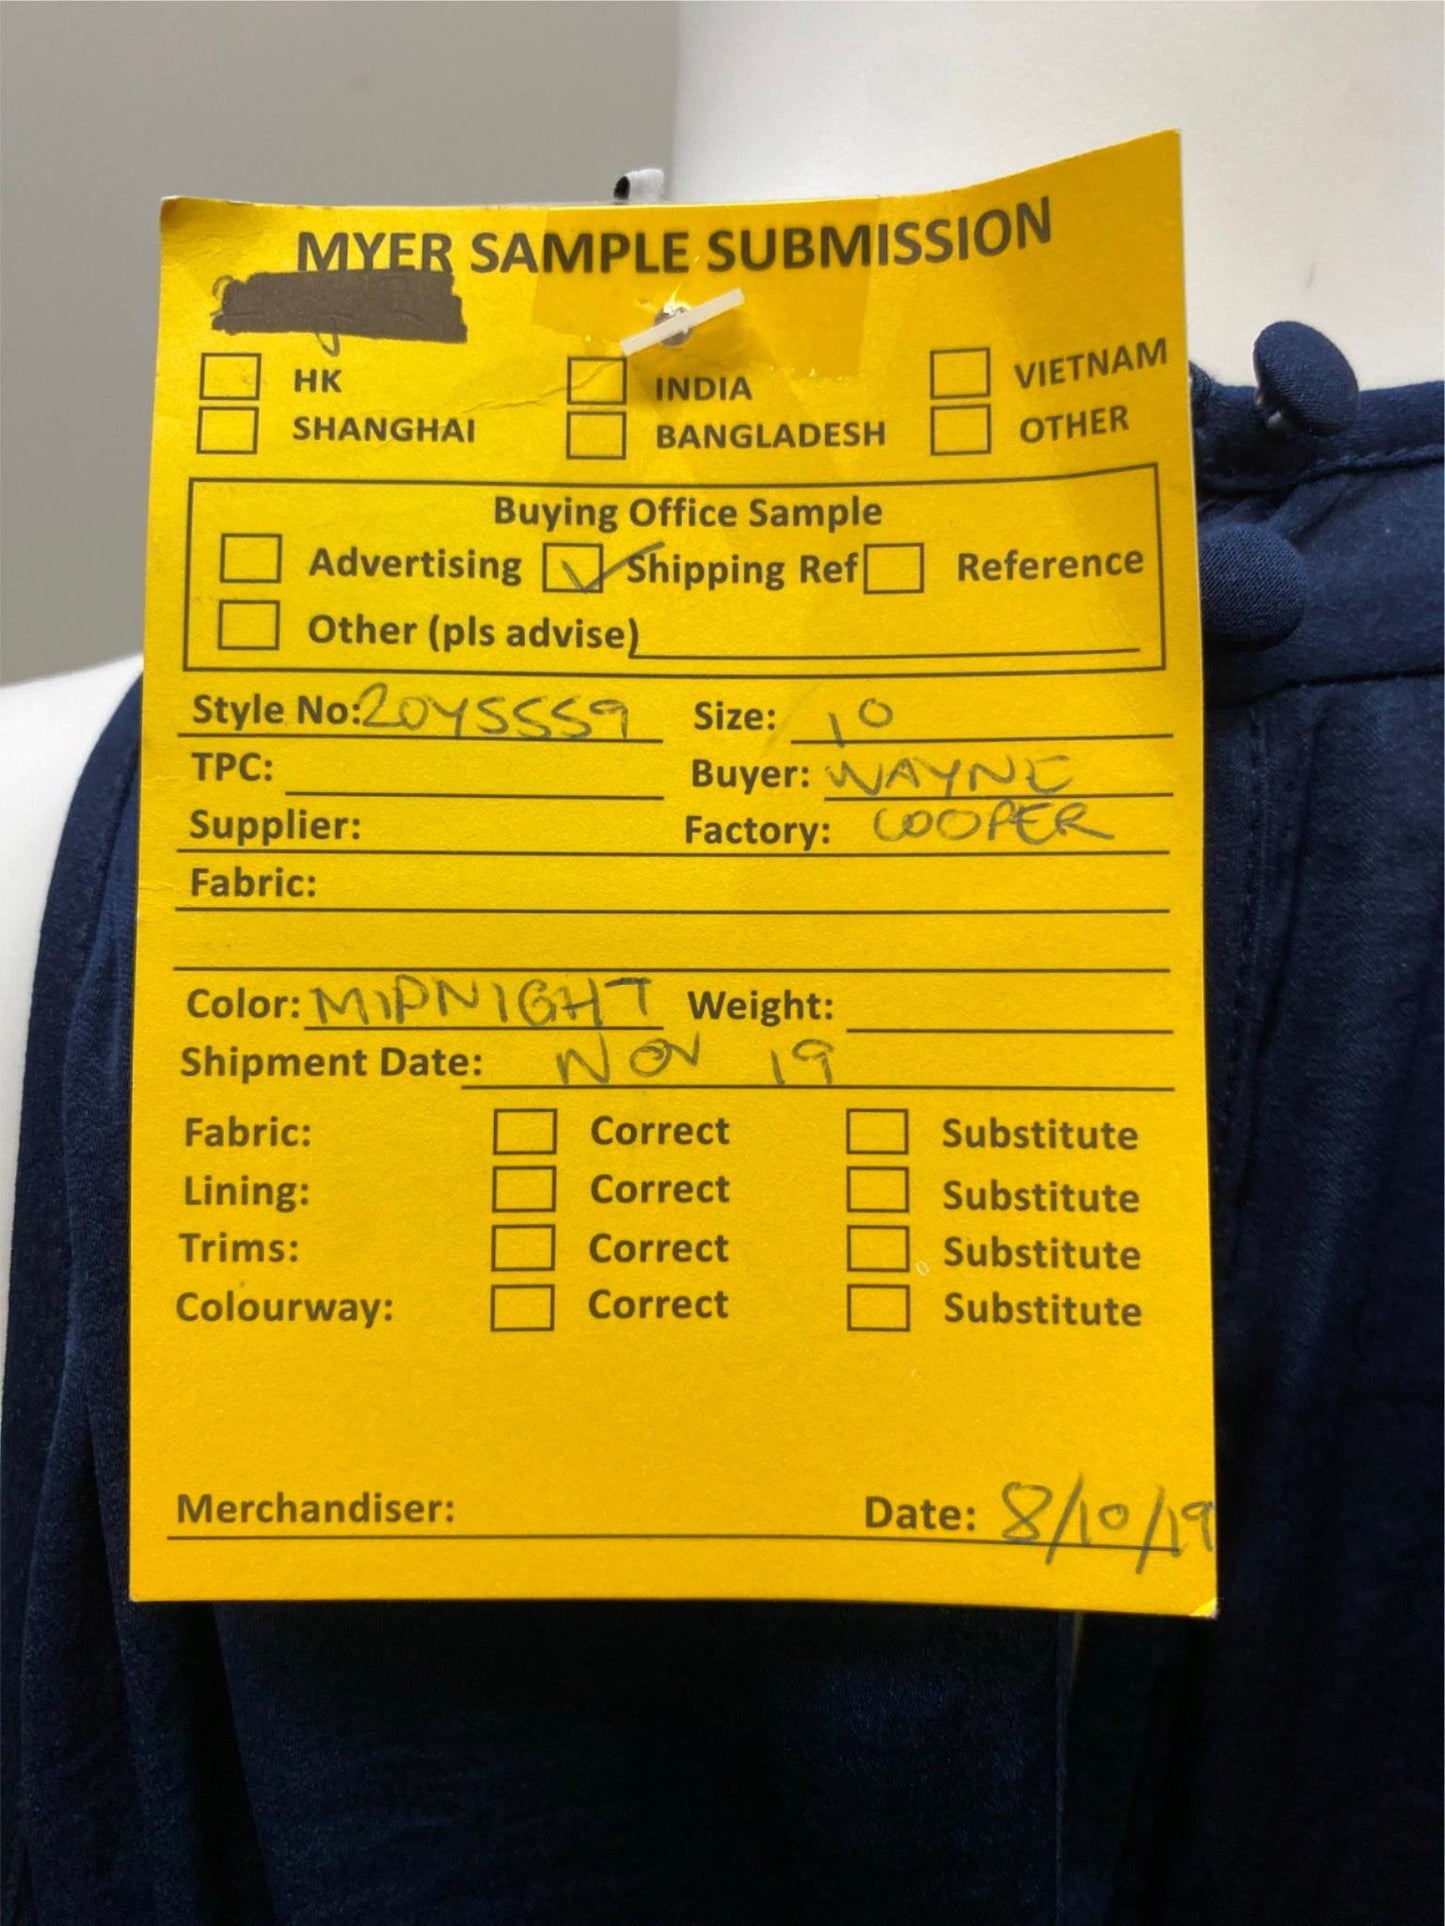 MYER SAMPLE SUBMISSION
HK INDIA VIETNAM
SHANGHAI BANGLADESH OTHER
Buying Office Sample
Advertising Shipping Ref Reference
Other (pls advise)
Style No: 20YS559 Size: 10
TPC: Buyer: WAYNE
Supplier: Factory: COOPER
Fabric:
Color: MIDNIGHT Weight:
Shipment Date: NOV 19
Fabric: Correct Substitute
Lining: Correct Substitute
Trims: Correct Substitute
Colourway: Correct Substitute
Merchandiser: Date: 8/10/19